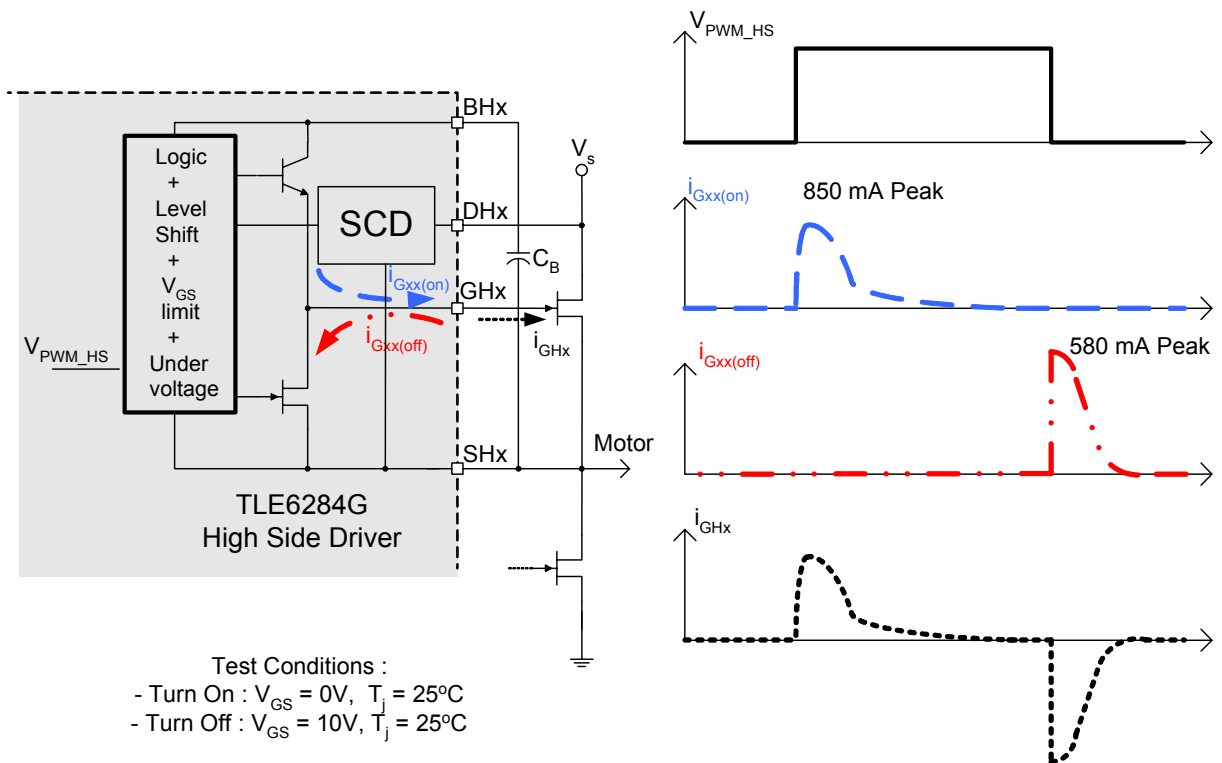 BHx
Logic
+
Level
Shift
+
VGS
limit
+
Under
voltage
VPWM_HS
SCD
DHx
Vs
CB
iGxx(on)
GHx
iGxx(off)
iGHx
SHx
Motor
TLE6284G
High Side Driver
Test Conditions :
- Turn On : VGS = 0V, Tj = 25oC
- Turn Off : VGS = 10V, Tj = 25oC
VPWM_HS
iGxx(on)
850 mA Peak
iGxx(off)
580 mA Peak
iGHx